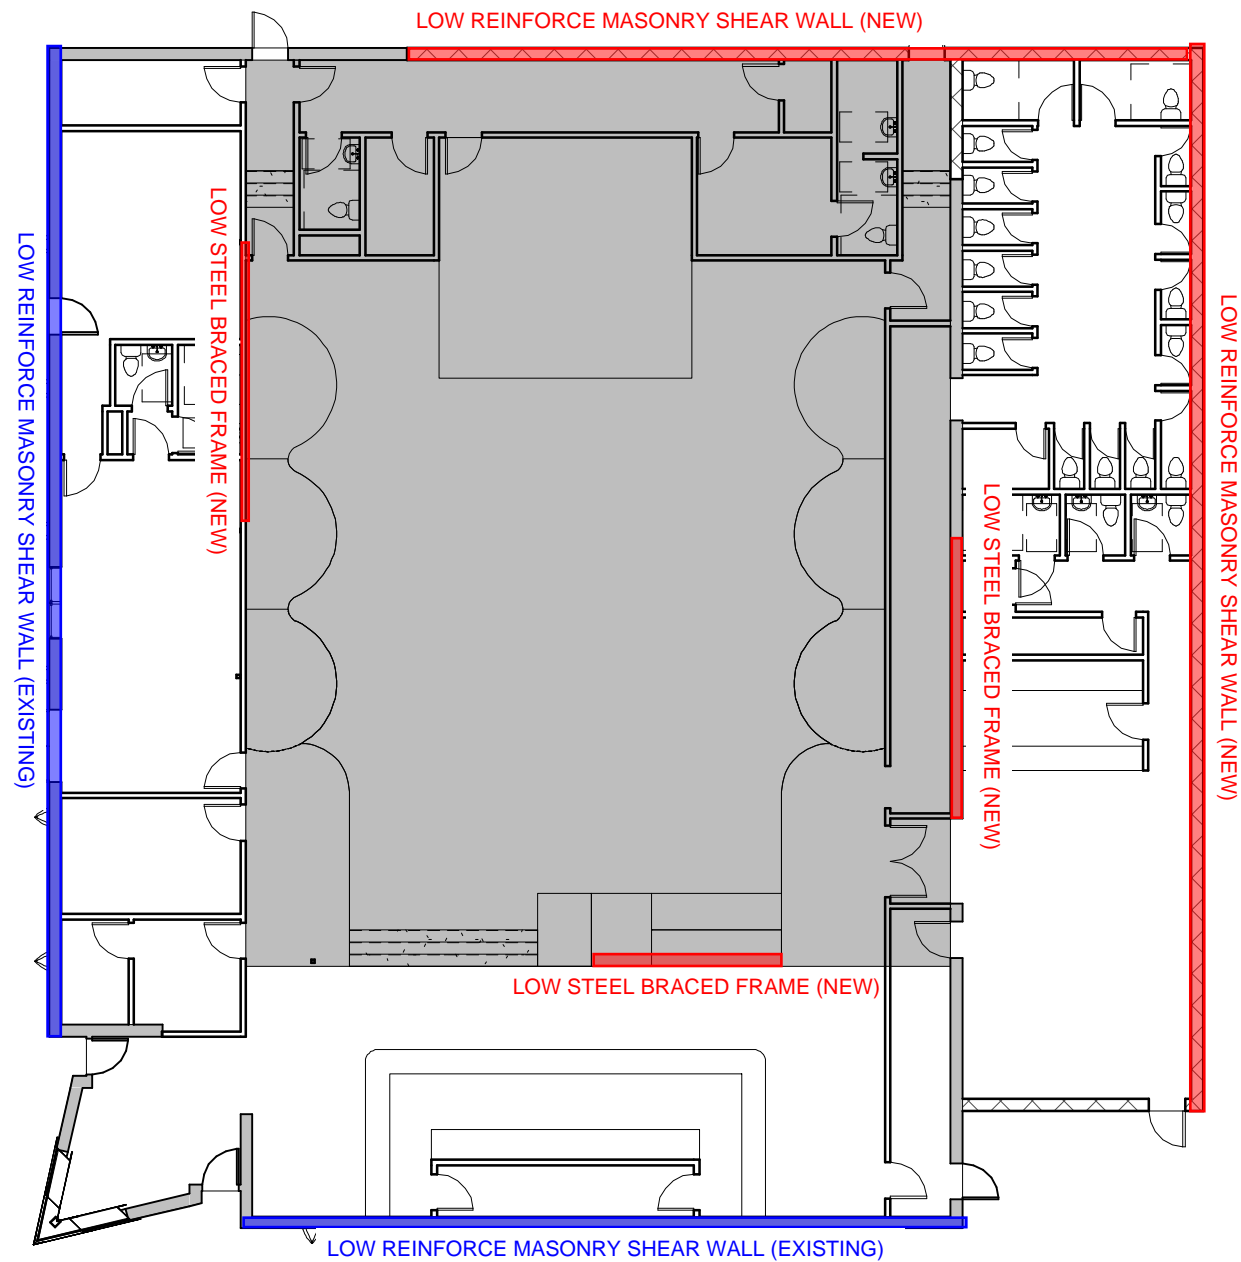 LOW REINFORCE MASONRY SHEAR WALL (NEW)
LOW REINFORCE MASONRY SHEAR WALL (EXISTING)
LOW STEEL BRACED FRAME (NEW)
LOW REINFORCE MASONRY SHEAR WALL (NEW)
LOW STEEL BRACED FRAME (NEW)
LOW STEEL BRACED FRAME (NEW)
LOW REINFORCE MASONRY SHEAR WALL (EXISTING)